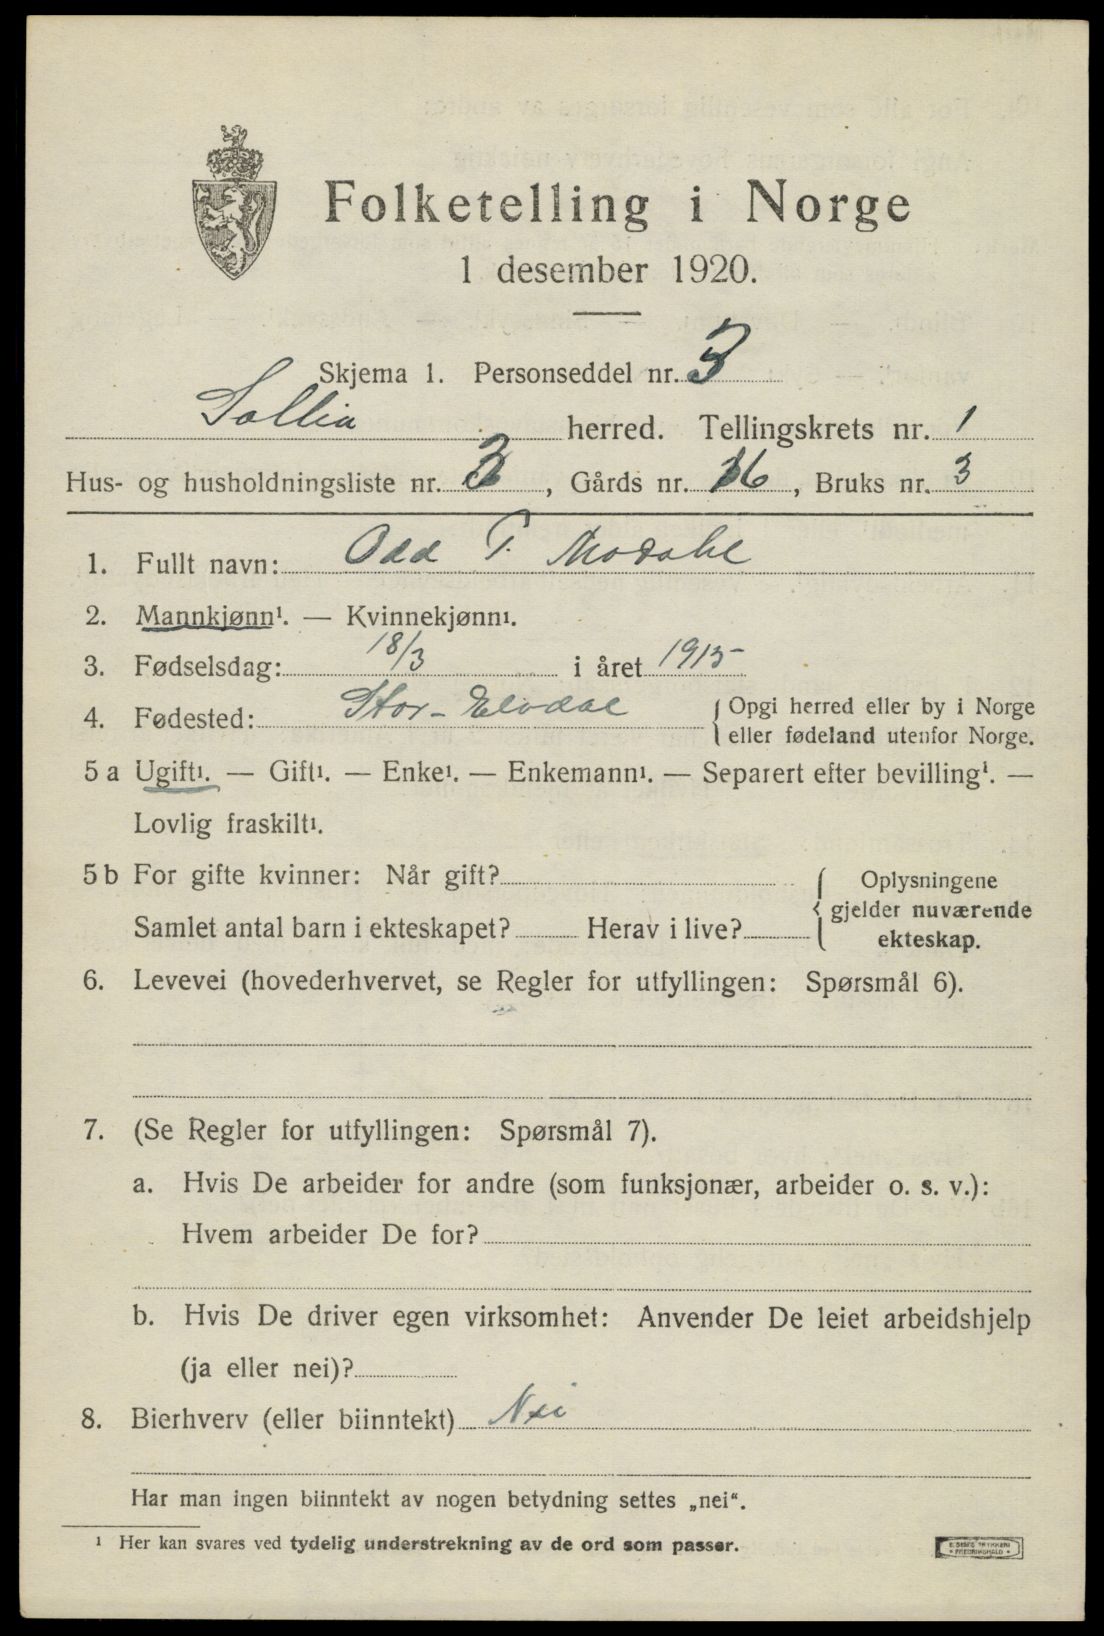 Folketelling i Norge
1 desember 1920.
Skjema 1. Personseddel nr. 3
Sollia herred. Tellingskrets nr. 1
Hus- og husholdningsliste nr. 3, Gårds nr. 16, Bruks nr. 3
1. Fullt navn: Odd P.
2. Mannkjønn¹. — Kvinnekjønn¹.
3. Fødselsdag: 18/3 i året 1915
4. Fødested: Stor-Elvdal { Opgi herred eller by i Norge
eller fødeland utenfor Norge.
5 a Ugift¹. — Gift¹. — Enke¹. — Enkemann¹. — Separert efter bevilling¹. —
Lovlig fraskilt¹.
5 b For gifte kvinner: Når gift? { Oplysningene
gjelder nuværende
Samlet antal barn i ekteskapet? Herav i live?
ekteskap.
6. Levevei (hovederhvervet, se Regler for utfyllingen: Spørsmål 6).
7. (Se Regler for utfyllingen: Spørsmål 7).
a. Hvis De arbeider for andre (som funksjonær, arbeider o. s. v.):
Hvem arbeider De for?
b. Hvis De driver egen virksomhet: Anvender De leiet arbeidshjelp
(ja eller nei)?
8. Bierhverv (eller biinntekt) Nei
Har man ingen biinntekt av nogen betydning settes „nei“.
¹ Her kan svares ved tydelig understrekning av de ord som passer.